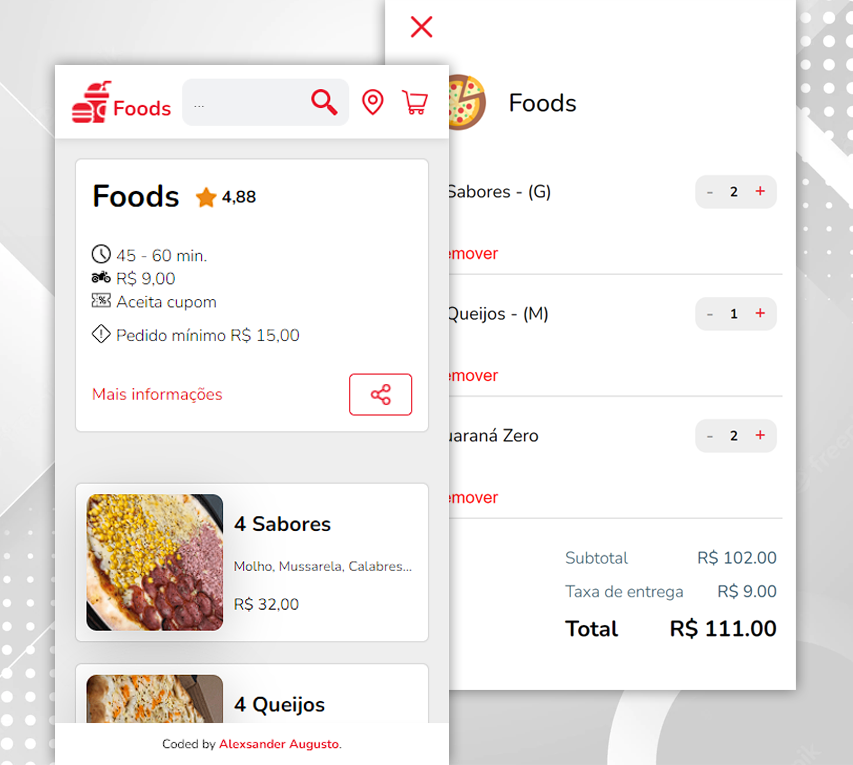 Foods
...
Foods
4,88
45 - 60 min.
R$ 9,00
Aceita cupom
Pedido mínimo R$ 15,00
Mais informações
4 Sabores
Molho, Mussarela, Calabres...
R$ 32,00
4 Queijos
Coded by Alexsander Augusto.
Foods
Sabores - (G)
- 2 +
emover
Queijos - (M)
- 1 +
emover
uaraná Zero
- 2 +
emover
Subtotal R$ 102.00
Taxa de entrega R$ 9.00
Total R$ 111.00